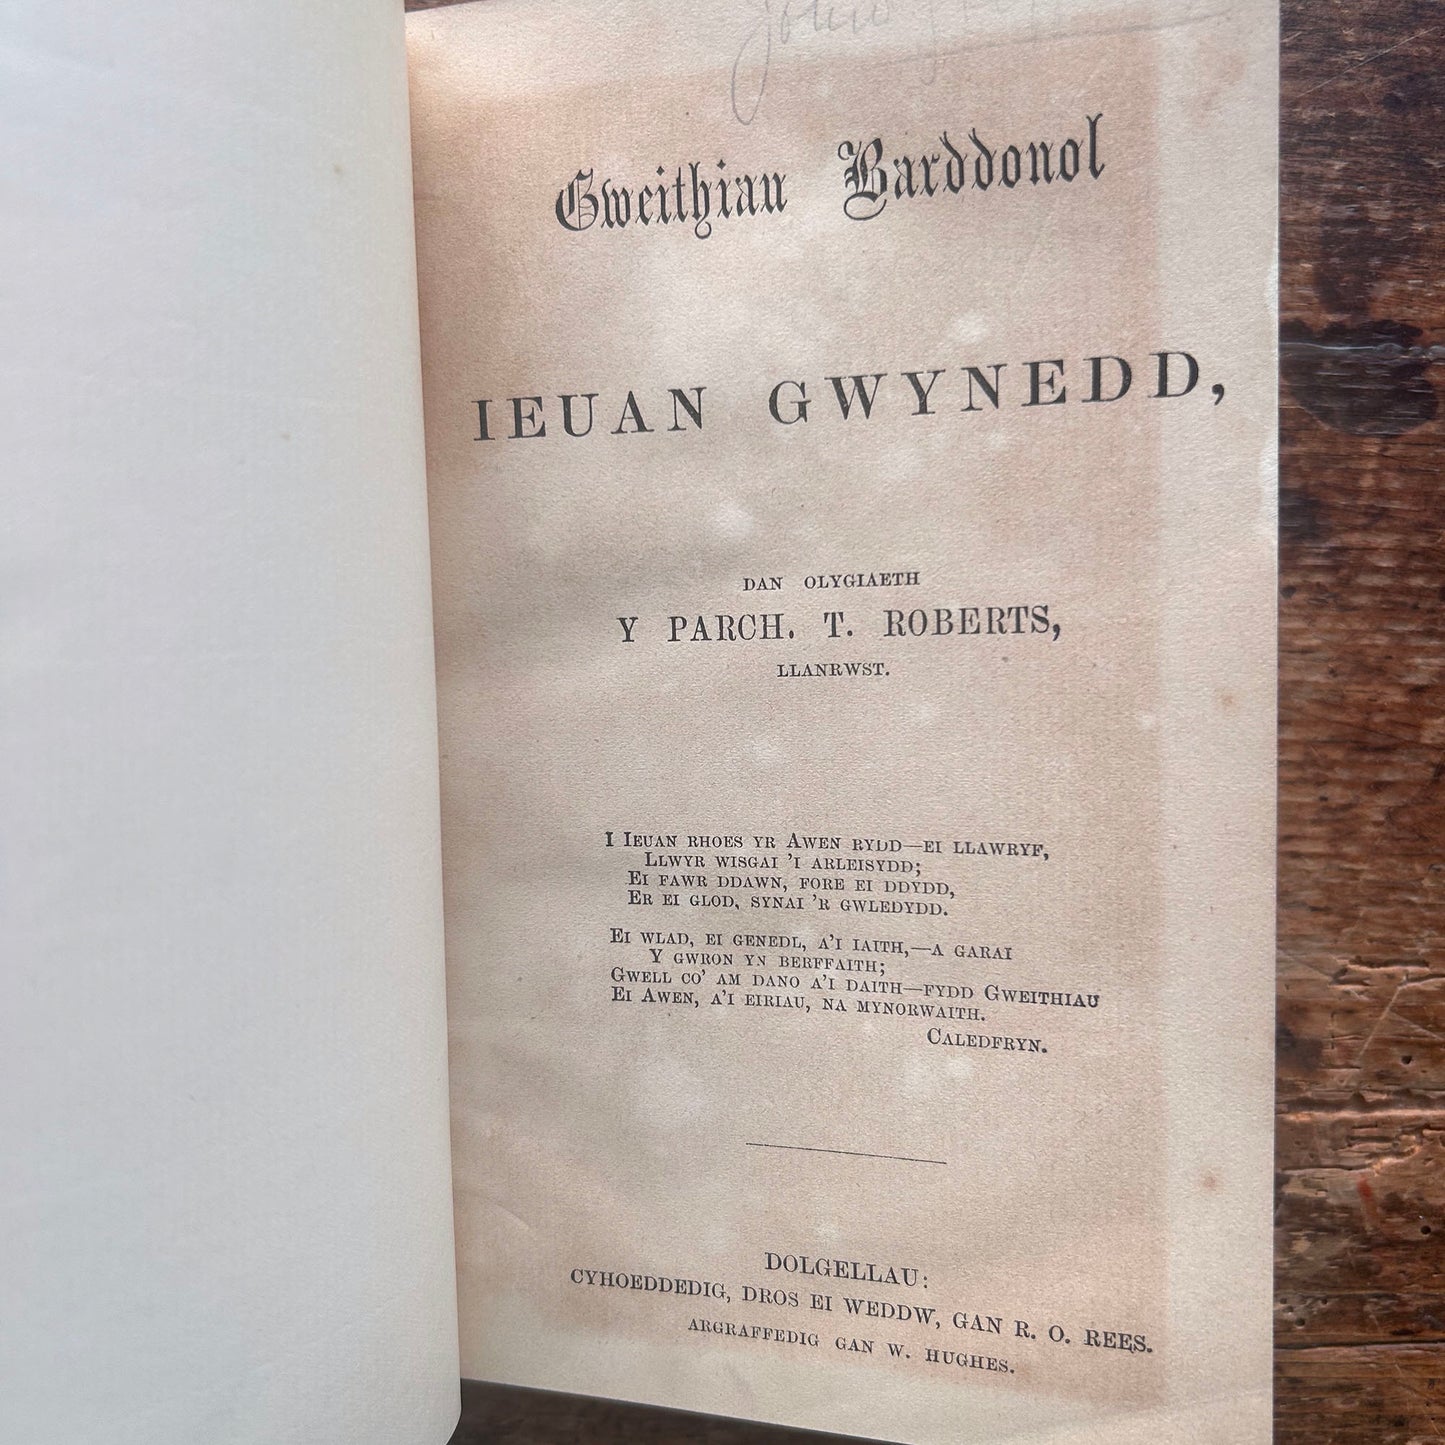 John
Gweithiau Barddonol
IEUAN GWYNEDD,
DAN OLYGIAETH
Y PARCH. T. ROBERTS,
LLANRWST.
I Ieuan rhoes yr Awen rydd—ei llawryf,
Llwyr wisgai 'i arleisydd;
Ei fawr ddawn, fore ei ddydd,
Er ei glod, synai 'r gwledydd.
Ei wlad, ei genedl, a'i iaith,—a garai
Y gwron yn berffaith;
Gwell co' am dano a'i daith—fydd Gweithiau
Ei Awen, a'i eiriau, na mynorwaith.
Caledfryn.
DOLGELLAU:
CYHOEDDEDIG, DROS EI WEDDW, GAN R. O. REES.
ARGRAFFEDIG GAN W. HUGHES.